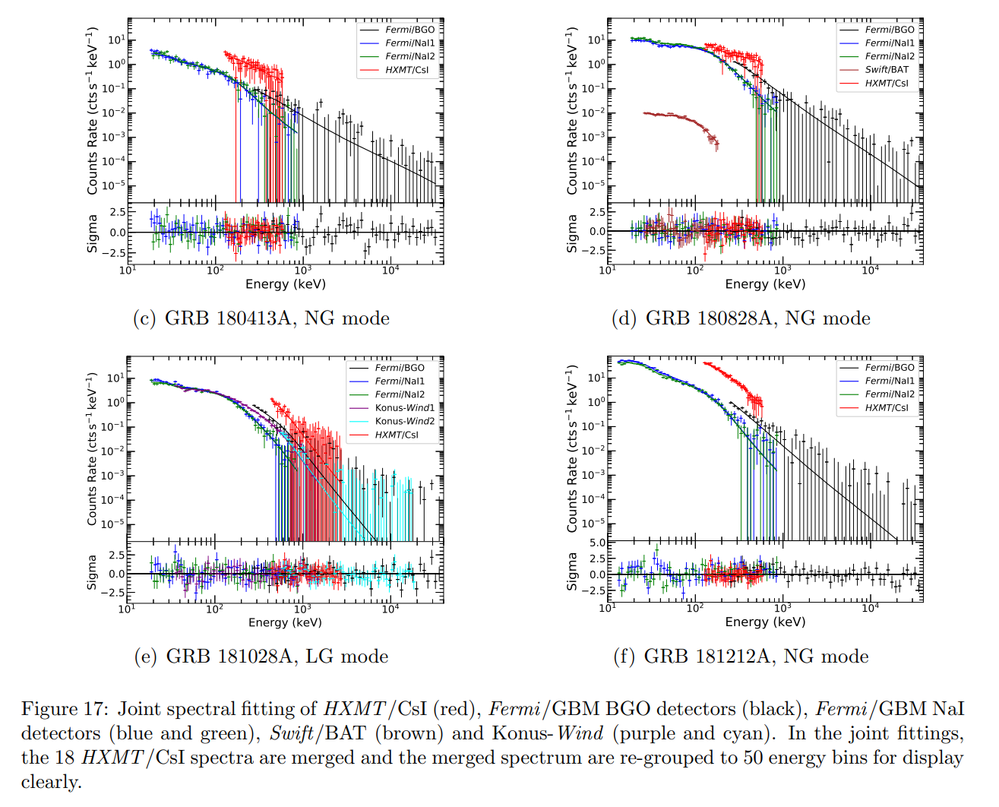 Counts Rate (cts s⁻¹ keV⁻¹)
10¹
10⁰
10⁻¹
10⁻²
10⁻³
10⁻⁴
10⁻⁵
Fermi/BGO
Fermi/NaI1
Fermi/NaI2
HXMT/CsI
Sigma
2.5
0.0
−2.5
10¹ 10² 10³ 10⁴
Energy (keV)
(c) GRB 180413A, NG mode
Counts Rate (cts s⁻¹ keV⁻¹)
10¹
10⁰
10⁻¹
10⁻²
10⁻³
10⁻⁴
10⁻⁵
Fermi/BGO
Fermi/NaI1
Fermi/NaI2
Swift/BAT
HXMT/CsI
Sigma
2.5
0.0
−2.5
10¹ 10² 10³ 10⁴
Energy (keV)
(d) GRB 180828A, NG mode
Counts Rate (cts s⁻¹ keV⁻¹)
10¹
10⁰
10⁻¹
10⁻²
10⁻³
10⁻⁴
10⁻⁵
Fermi/BGO
Fermi/NaI1
Fermi/NaI2
Konus-Wind1
Konus-Wind2
HXMT/CsI
Sigma
2.5
0.0
−2.5
10¹ 10² 10³ 10⁴
Energy (keV)
(e) GRB 181028A, LG mode
Counts Rate (cts s⁻¹ keV⁻¹)
10¹
10⁰
10⁻¹
10⁻²
10⁻³
10⁻⁴
10⁻⁵
Fermi/BGO
Fermi/NaI1
Fermi/NaI2
HXMT/CsI
Sigma
5.0
2.5
0.0
−2.5
10¹ 10² 10³ 10⁴
Energy (keV)
(f) GRB 181212A, NG mode
Figure 17: Joint spectral fitting of HXMT/CsI (red), Fermi/GBM BGO detectors (black), Fermi/GBM NaI
detectors (blue and green), Swift/BAT (brown) and Konus-Wind (purple and cyan). In the joint fittings,
the 18 HXMT/CsI spectra are merged and the merged spectrum are re-grouped to 50 energy bins for display
clearly.